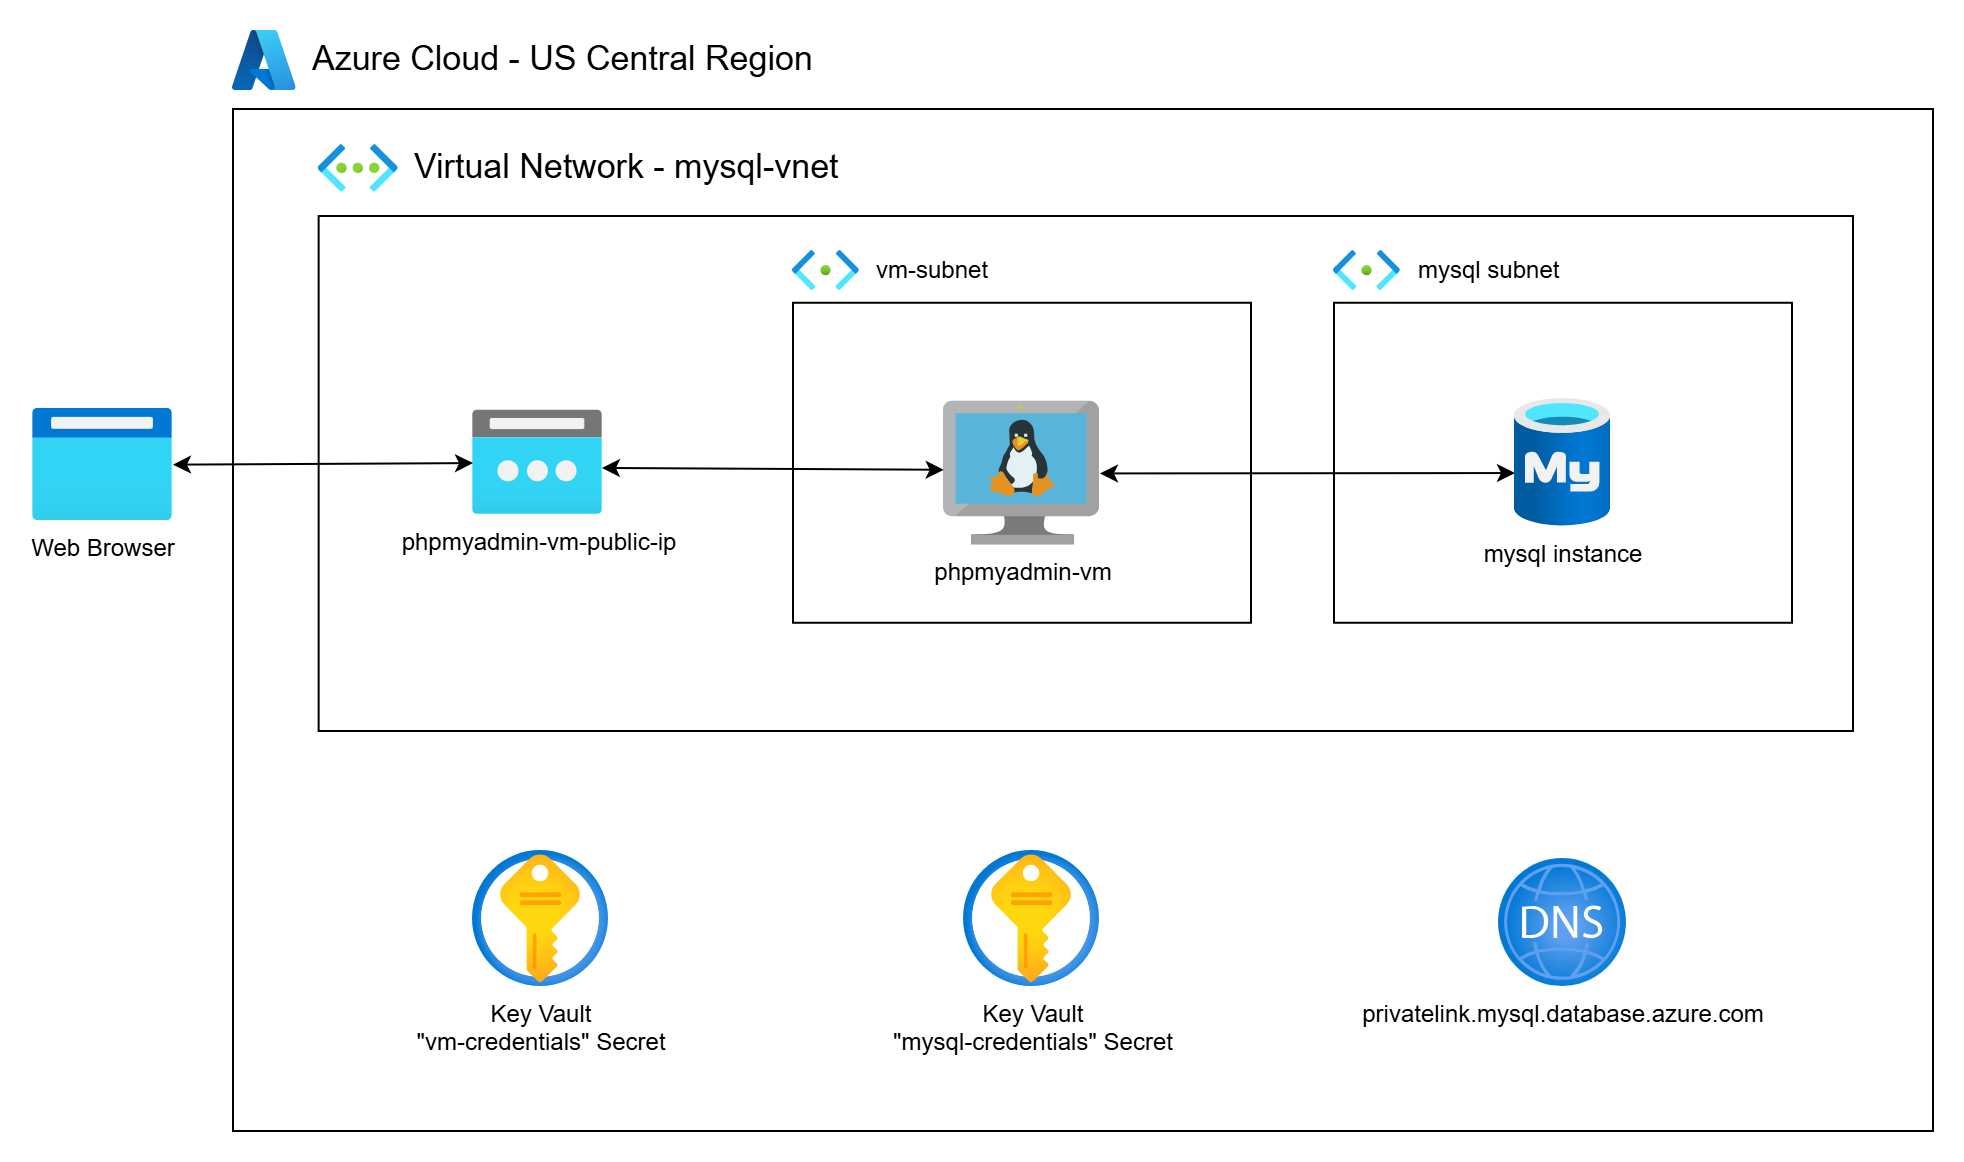 Azure Cloud - US Central Region
Virtual Network - mysql-vnet
vm-subnet
mysql subnet
Web Browser
phpmyadmin-vm-public-ip
phpmyadmin-vm
My
mysql instance
Key Vault
"vm-credentials" Secret
Key Vault
"mysql-credentials" Secret
DNS
privatelink.mysql.database.azure.com